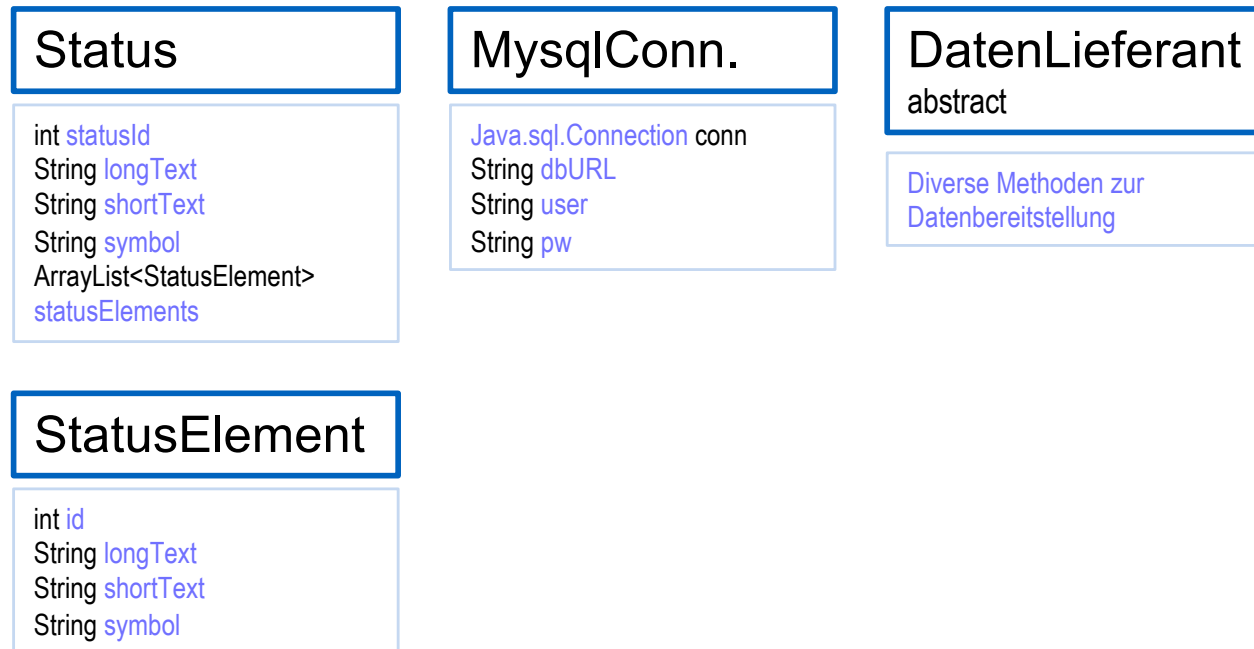 Status
int statusId
String longText
String shortText
String symbol
ArrayList<StatusElement>
statusElements
MysqlConn.
Java.sql.Connection conn
String dbURL
String user
String pw
DatenLieferant
abstract
Diverse Methoden zur
Datenbereitstellung
StatusElement
int id
String longText
String shortText
String symbol